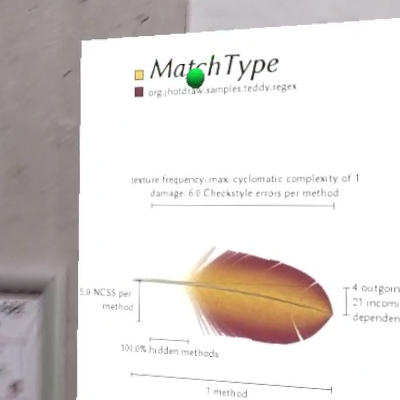 MatchType
org.jhotdraw.samples.teddy.regex
texture frequency: max. cyclomatic complexity of 1
damage: 6.0 Checkstyle errors per method
5.0 NCSS per
method
4 outgoin
21 incomi
dependen
100.0% hidden methods
1 method